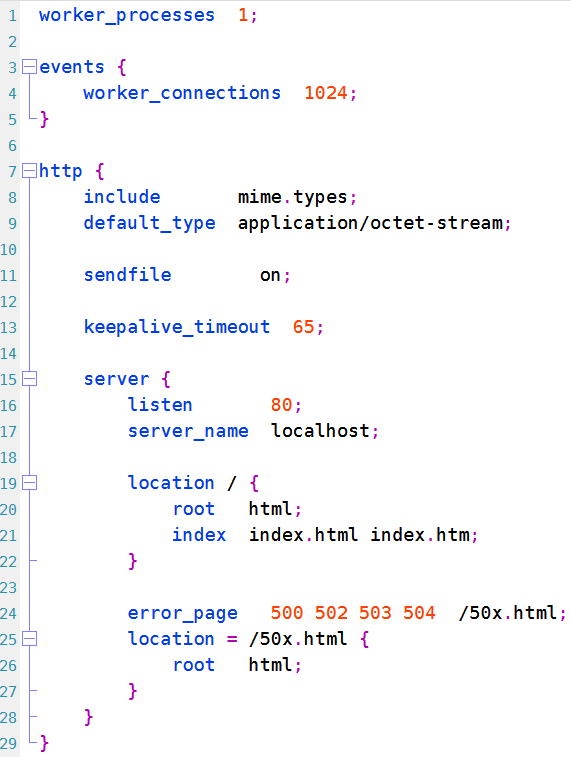 1 worker_processes  1;
2
3 events {
4     worker_connections  1024;
5 }
6
7 http {
8     include       mime.types;
9     default_type  application/octet-stream;
10
11     sendfile        on;
12
13     keepalive_timeout  65;
14
15     server {
16         listen       80;
17         server_name  localhost;
18
19         location / {
20             root   html;
21             index  index.html index.htm;
22         }
23
24         error_page   500 502 503 504  /50x.html;
25         location = /50x.html {
26             root   html;
27         }
28     }
29 }